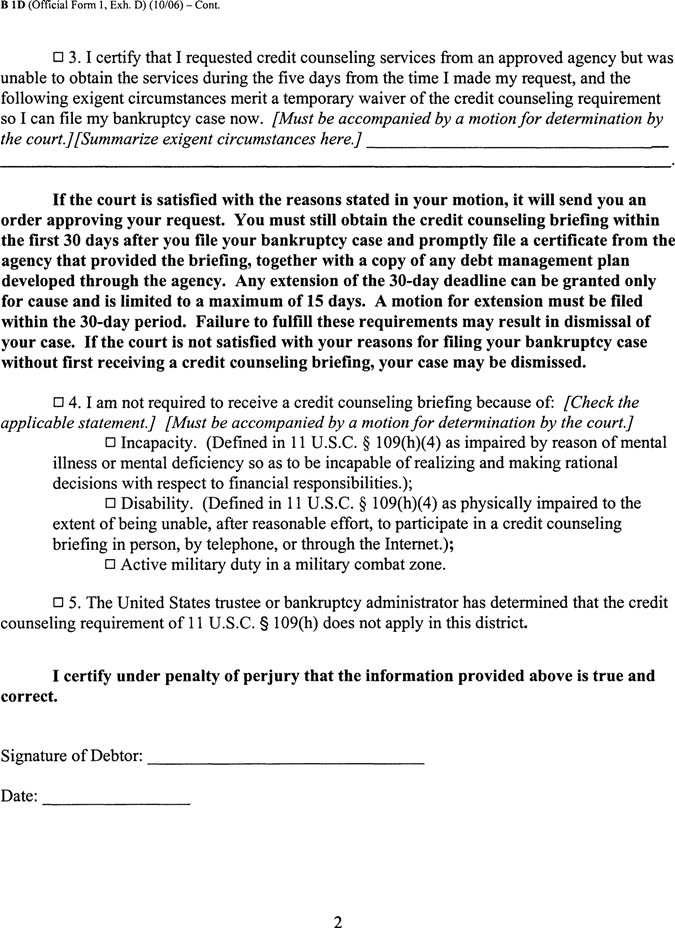 B 1D (Official Form 1, Exh. D) (10/06) – Cont.
☐ 3. I certify that I requested credit counseling services from an approved agency but was
unable to obtain the services during the five days from the time I made my request, and the
following exigent circumstances merit a temporary waiver of the credit counseling requirement
so I can file my bankruptcy case now. [Must be accompanied by a motion for determination by
the court.][Summarize exigent circumstances here.] ____________________________________
____________________________________________________________________________________.
If the court is satisfied with the reasons stated in your motion, it will send you an
order approving your request. You must still obtain the credit counseling briefing within
the first 30 days after you file your bankruptcy case and promptly file a certificate from the
agency that provided the briefing, together with a copy of any debt management plan
developed through the agency. Any extension of the 30-day deadline can be granted only
for cause and is limited to a maximum of 15 days. A motion for extension must be filed
within the 30-day period. Failure to fulfill these requirements may result in dismissal of
your case. If the court is not satisfied with your reasons for filing your bankruptcy case
without first receiving a credit counseling briefing, your case may be dismissed.
☐ 4. I am not required to receive a credit counseling briefing because of: [Check the
applicable statement.] [Must be accompanied by a motion for determination by the court.]
☐ Incapacity. (Defined in 11 U.S.C. § 109(h)(4) as impaired by reason of mental
illness or mental deficiency so as to be incapable of realizing and making rational
decisions with respect to financial responsibilities.);
☐ Disability. (Defined in 11 U.S.C. § 109(h)(4) as physically impaired to the
extent of being unable, after reasonable effort, to participate in a credit counseling
briefing in person, by telephone, or through the Internet.);
☐ Active military duty in a military combat zone.
☐ 5. The United States trustee or bankruptcy administrator has determined that the credit
counseling requirement of 11 U.S.C. § 109(h) does not apply in this district.
I certify under penalty of perjury that the information provided above is true and
correct.
Signature of Debtor: ________________________________
Date: _________________
2